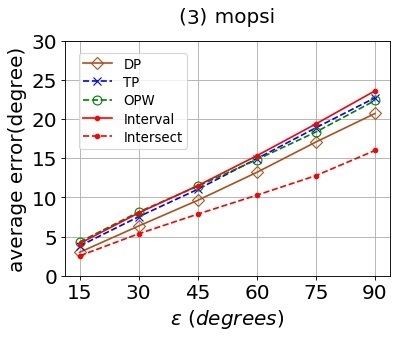 (3) mopsi
average error(degree)
30
25
20
15
10
5
0
DP
TP
OPW
Interval
Intersect
15 30 45 60 75 90
ε (degrees)